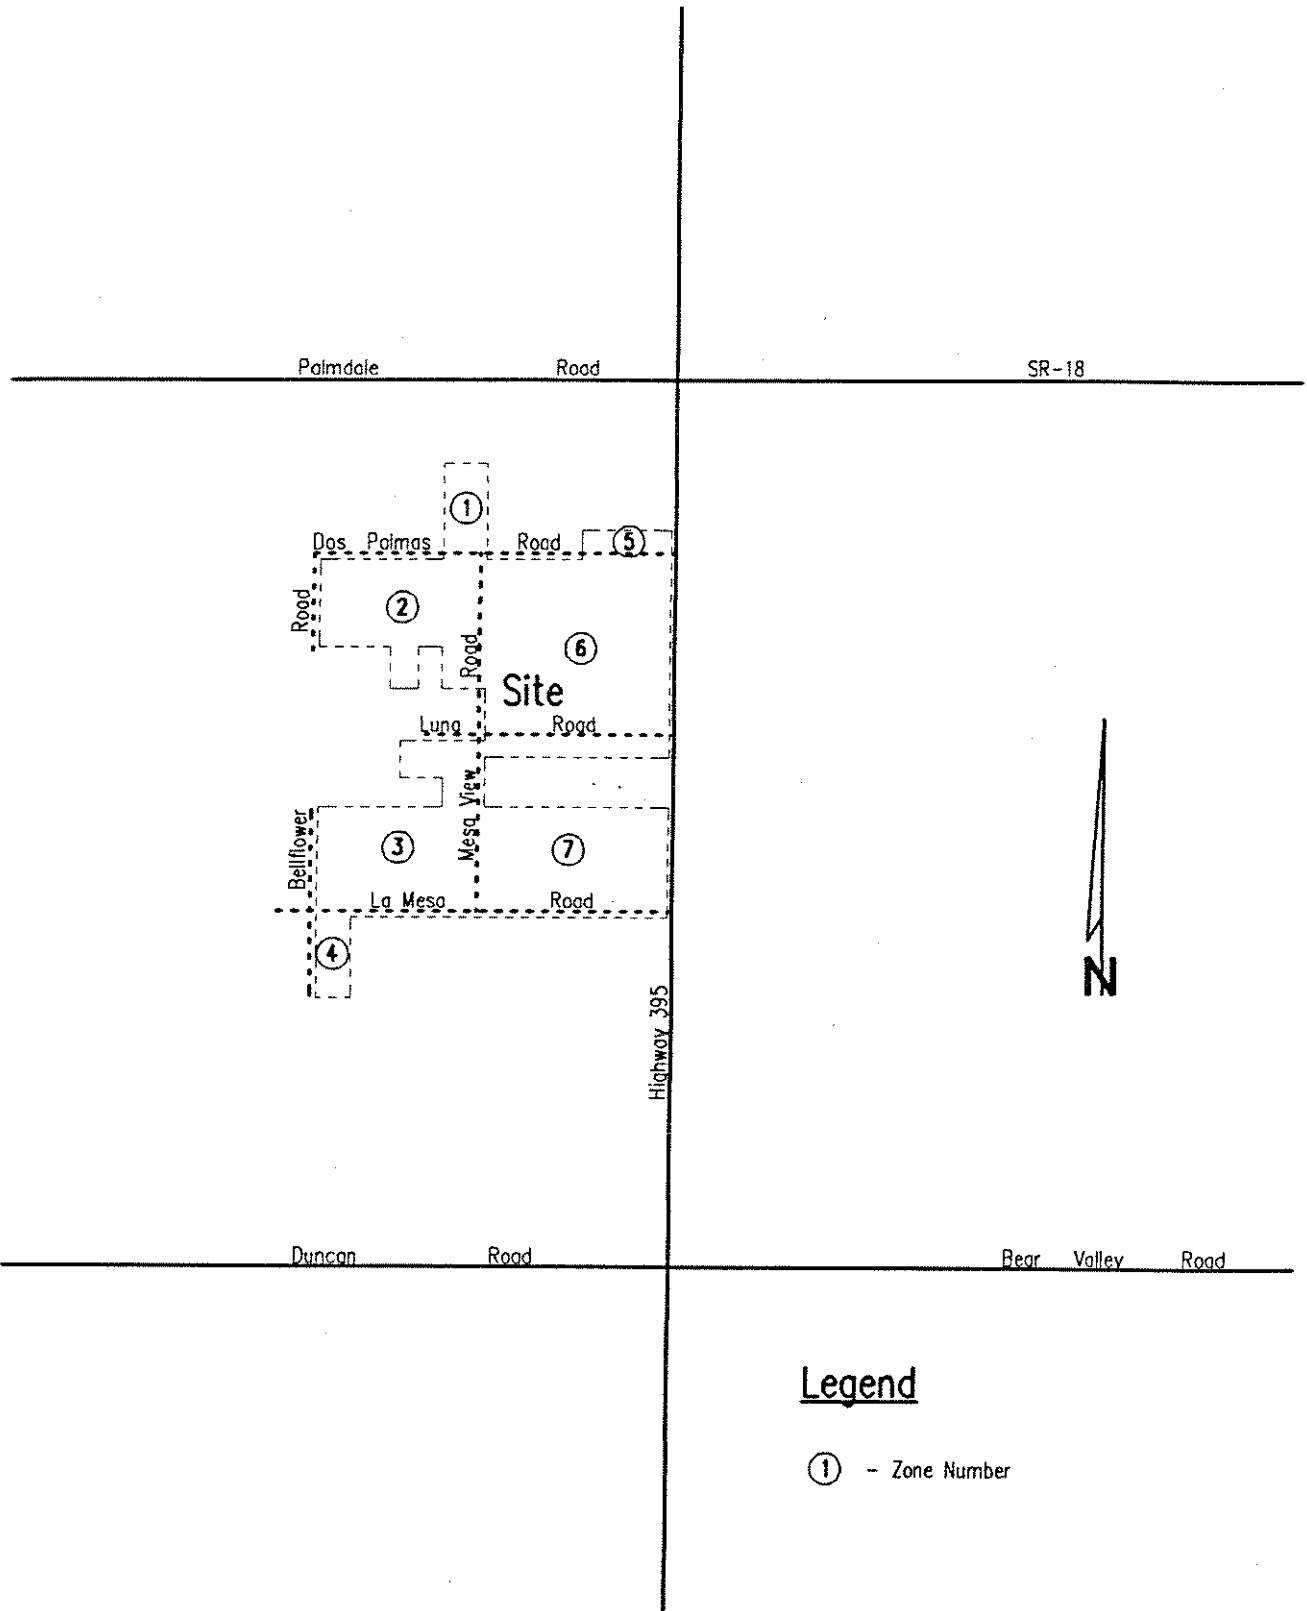 Palmdale Road SR-18
1
Dos Palmas Road 5
Road
2
6
Road
Site
Luna Road
Mesa View
Bellflower
3
7
La Mesa Road
4
N
Highway 395
Duncan Road Bear Valley Road
Legend
1 - Zone Number